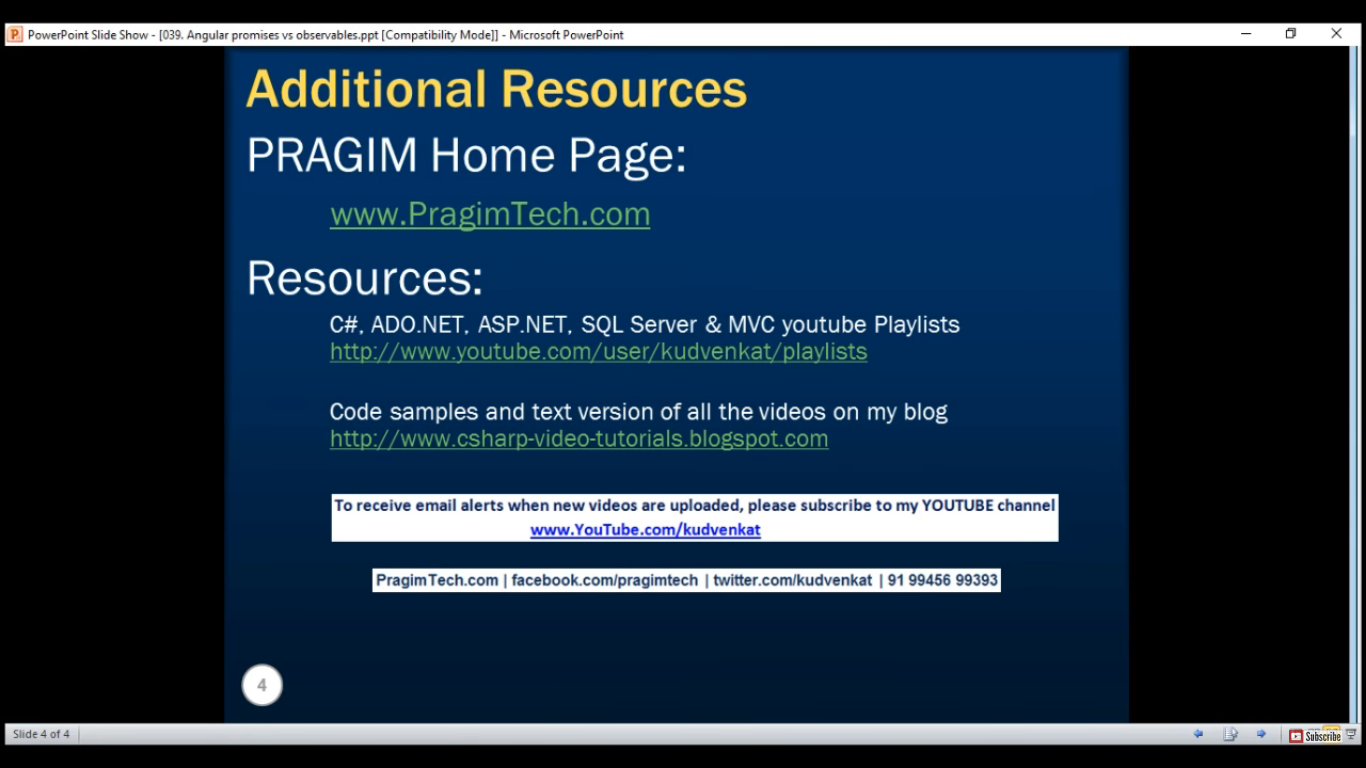 PowerPoint Slide Show - [039. Angular promises vs observables.ppt [Compatibility Mode]] - Microsoft PowerPoint
Additional Resources
PRAGIM Home Page:
www.PragimTech.com
Resources:
C#, ADO.NET, ASP.NET, SQL Server & MVC youtube Playlists
http://www.youtube.com/user/kudvenkat/playlists
Code samples and text version of all the videos on my blog
http://www.csharp-video-tutorials.blogspot.com
To receive email alerts when new videos are uploaded, please subscribe to my YOUTUBE channel
www.YouTube.com/kudvenkat
PragimTech.com | facebook.com/pragimtech | twitter.com/kudvenkat | 91 99456 99393
4
Slide 4 of 4
Subscribe